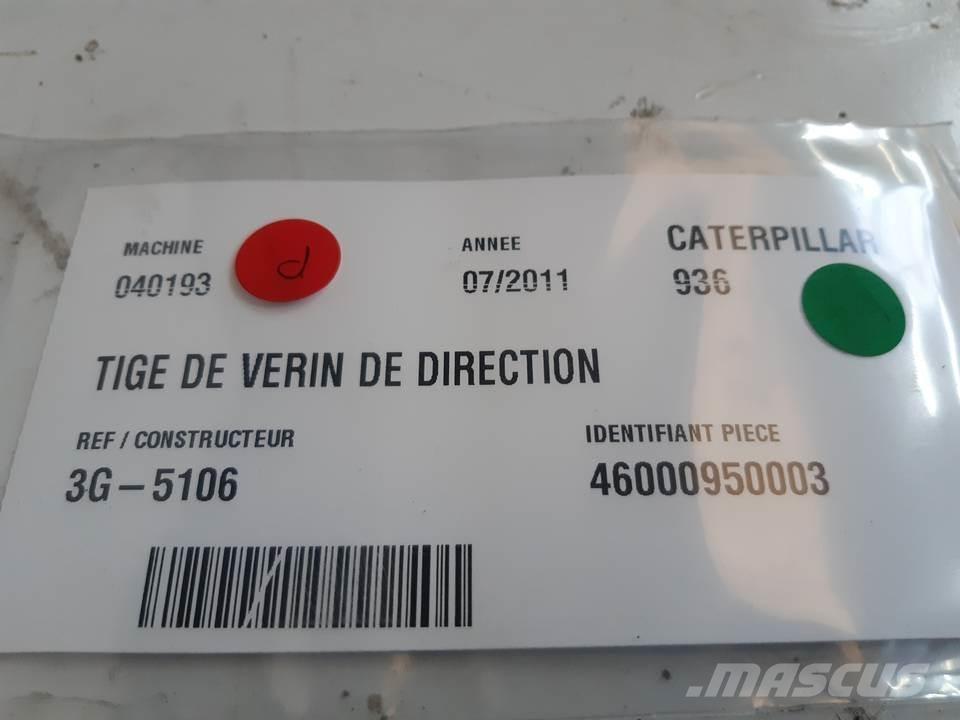 MACHINE
040193
d
ANNEE
07/2011
CATERPILLAR
936
TIGE DE VERIN DE DIRECTION
REF / CONSTRUCTEUR
3G-5106
IDENTIFIANT PIECE
46000950003
MASCUS